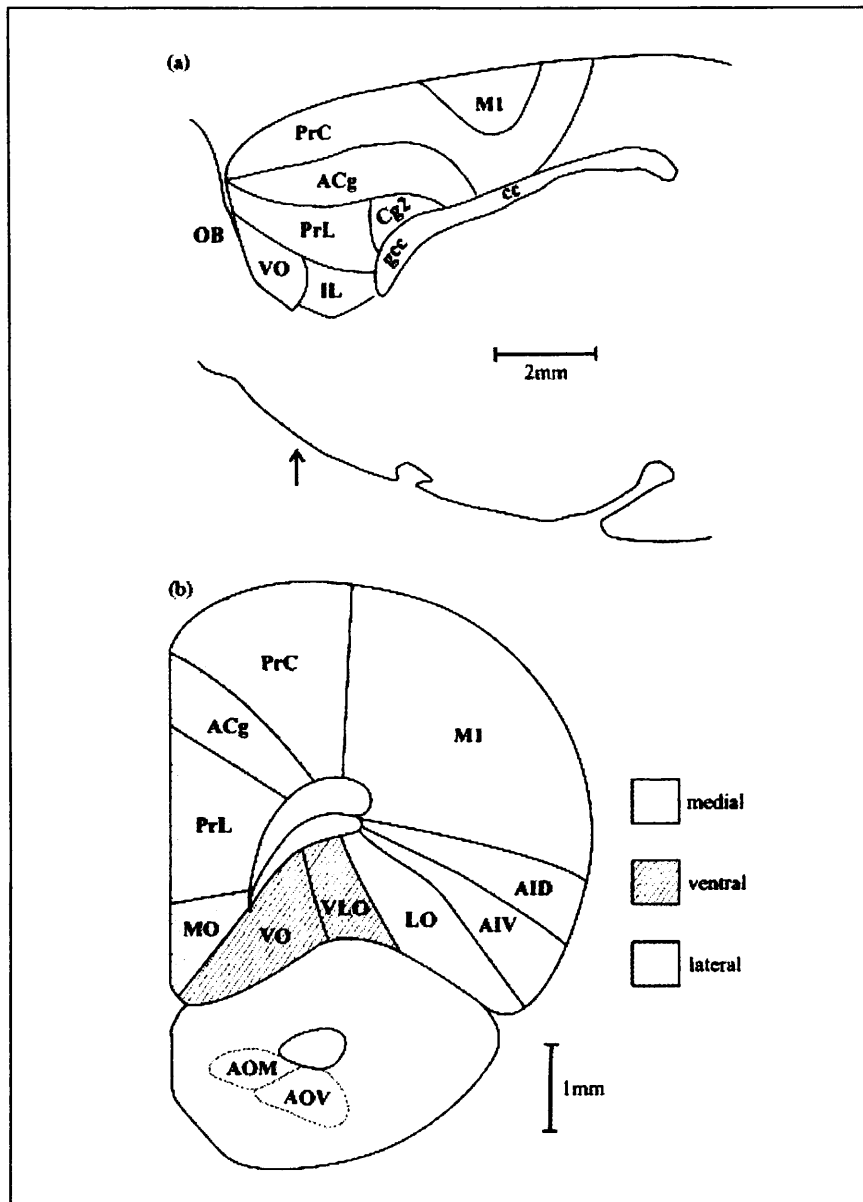 (a)
M1
PrC
ACg
Cg2
cc
PrL
OB
gcc
VO
IL
2mm
(b)
PrC
ACg
M1
medial
PrL
ventral
AID
VLO
MO
LO
AIV
VO
lateral
AOM
AOV
1mm